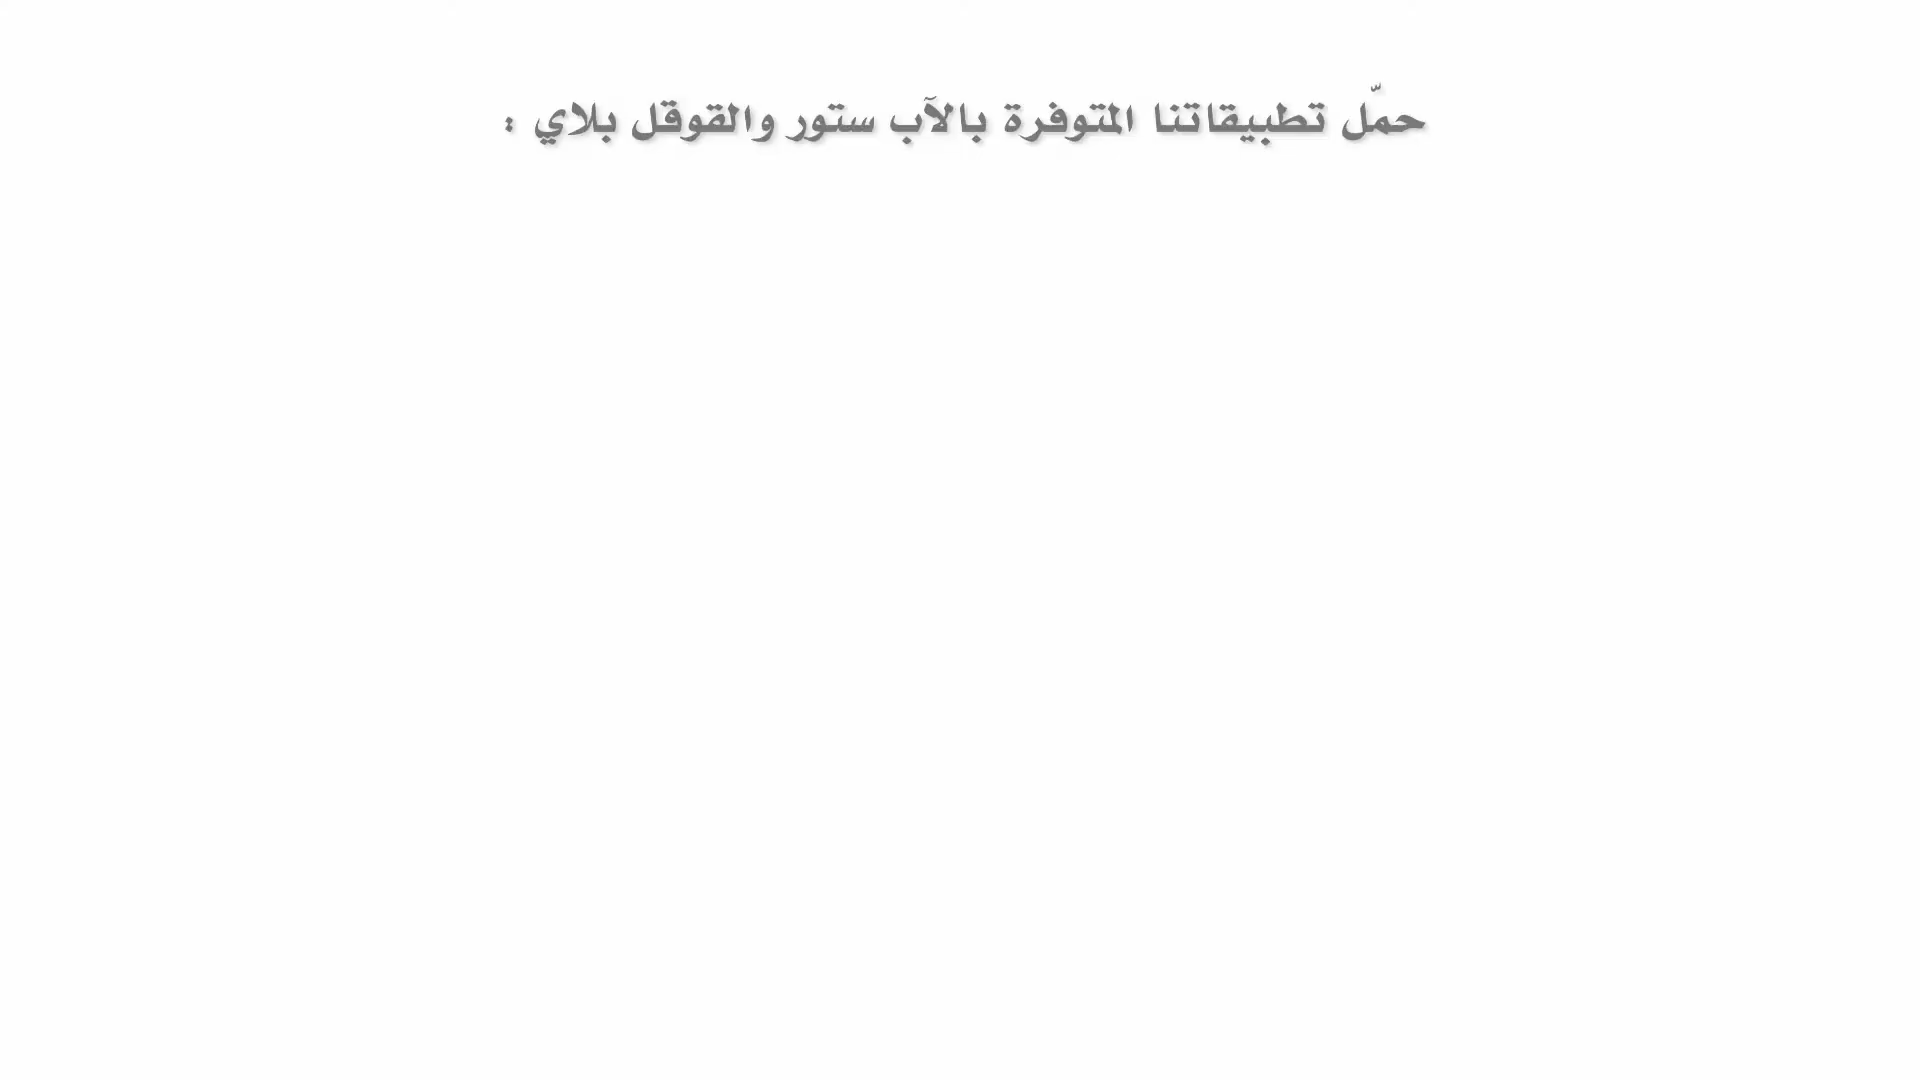 حمّل تطبيقاتنا المتوفرة بالآب ستور والقوقل بلاي :